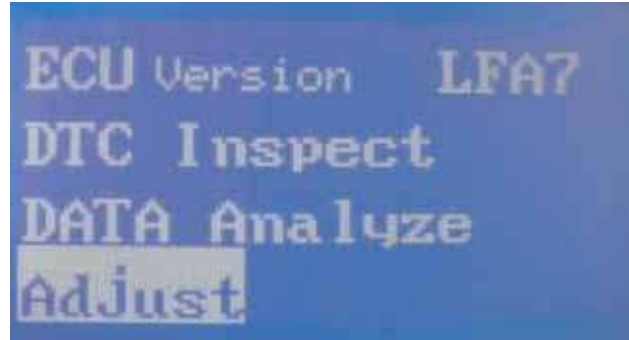 ECU Version LFA7
DTC Inspect
DATA Analyze
Adjust